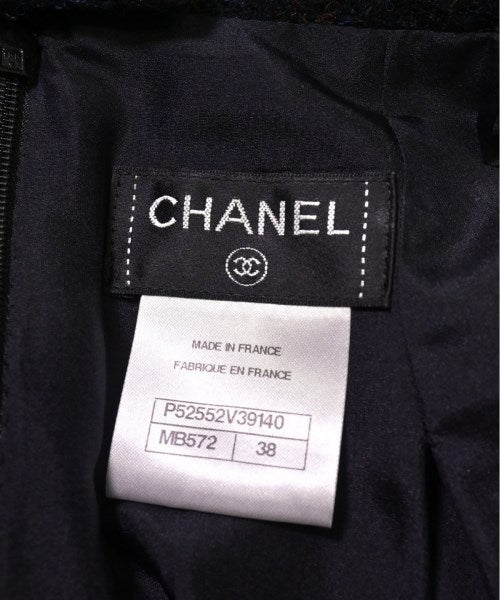 CHANEL
MADE IN FRANCE
FABRIQUE EN FRANCE
P52552V39140
MB572 38